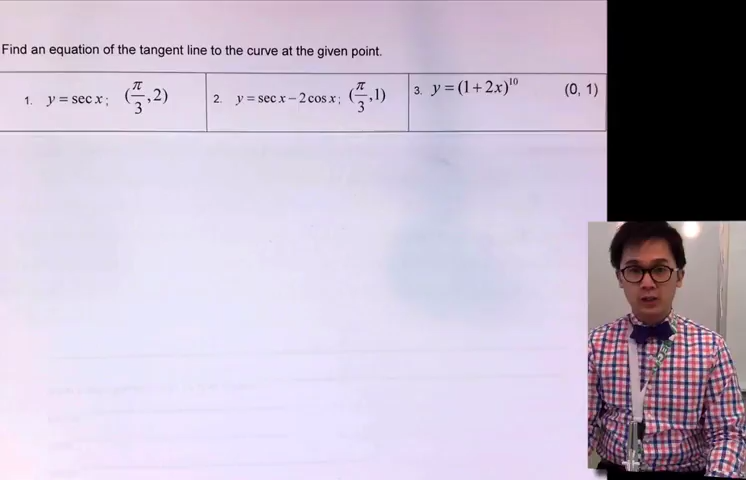 Find an equation of the tangent line to the curve at the given point.
1. y = sec x ; (π/3, 2)
2. y = sec x − 2 cos x ; (π/3, 1)
3. y = (1 + 2x)¹⁰ (0, 1)